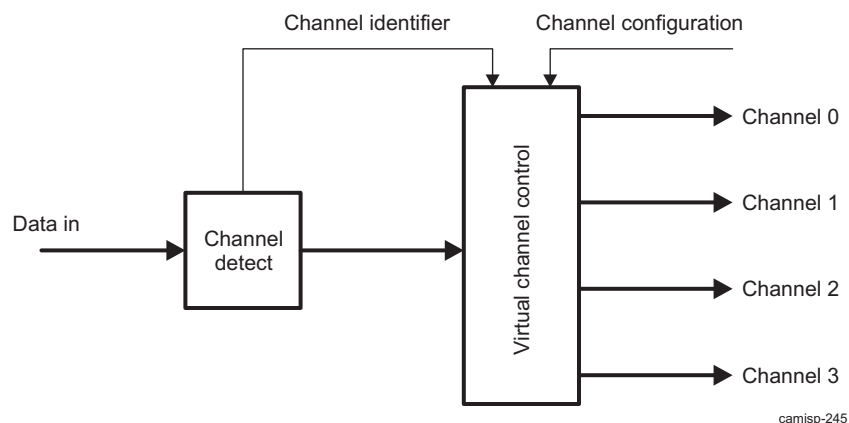 Channel identifier
Channel configuration
Channel 0
Channel 1
Data in
Channel
detect
Virtual channel control
Channel 2
Channel 3
camisp-245